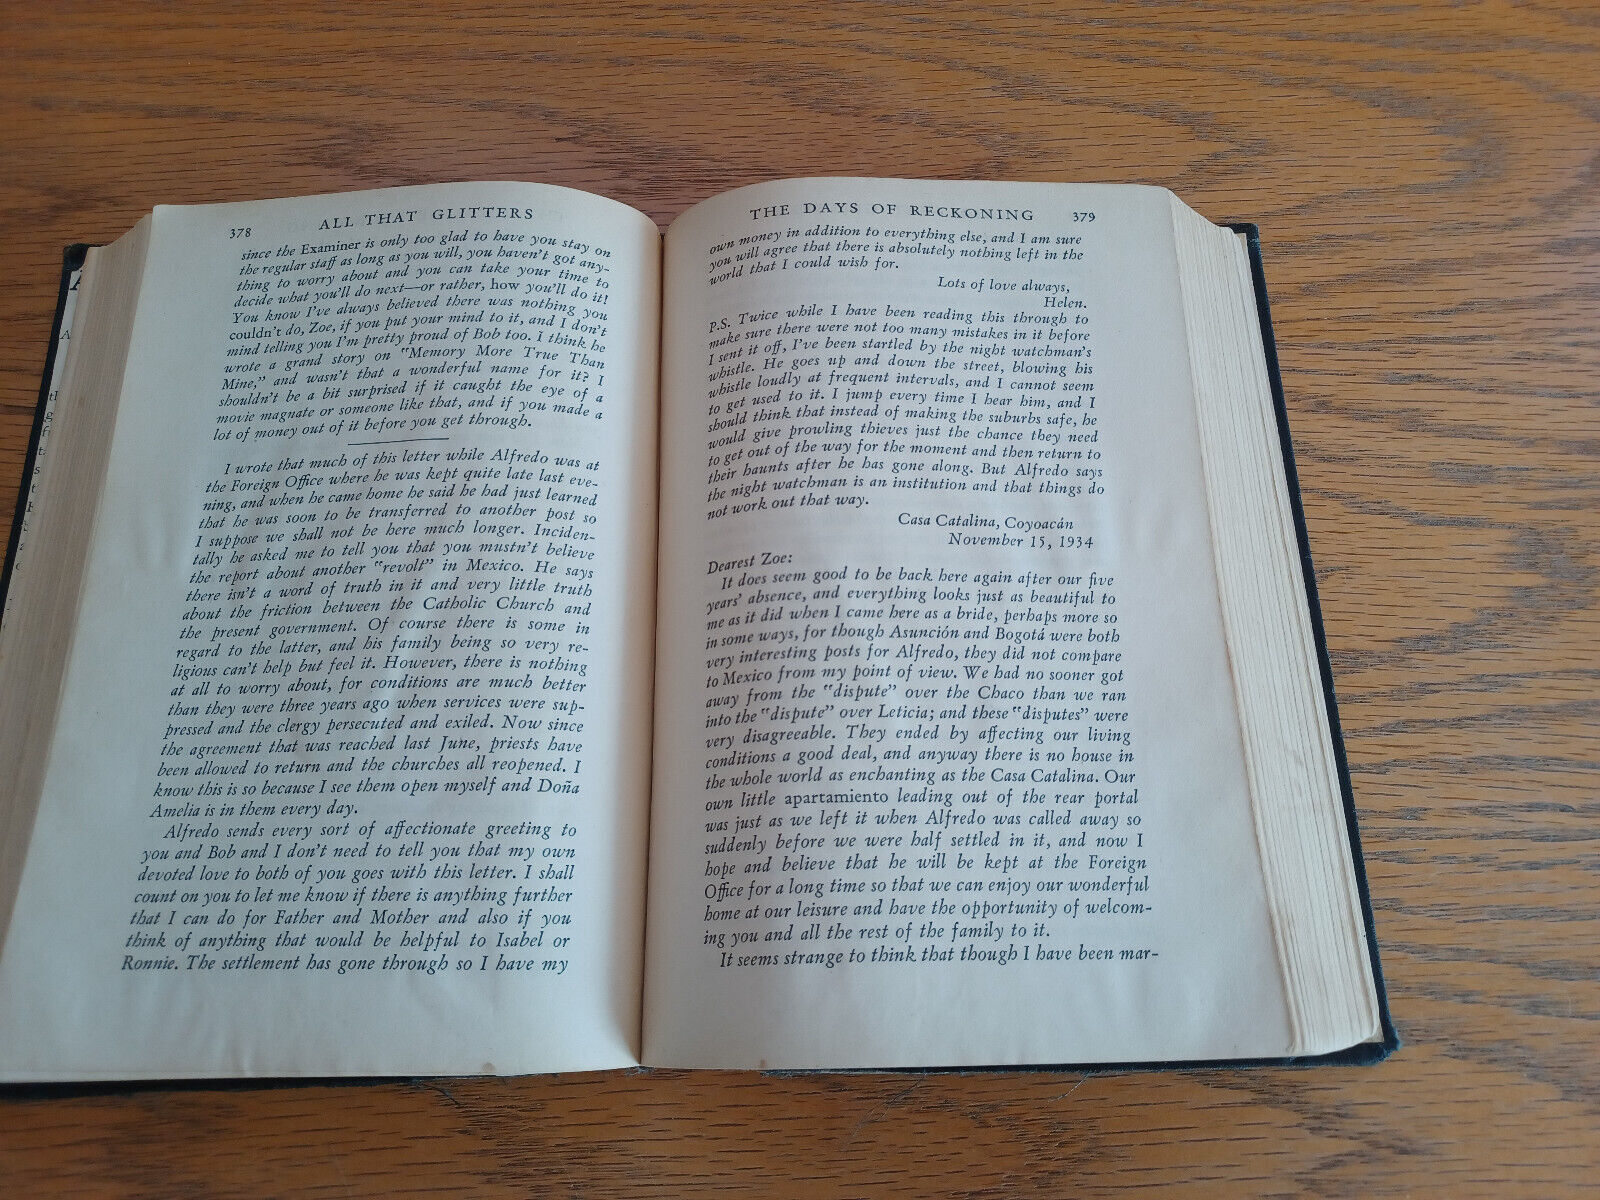 378
ALL THAT GLITTERS
since the Examiner is only too glad to have you stay on
the regular staff as long as you will, you haven't got any-
thing to worry about and you can take your time to
decide what you'll do next—or rather, how you'll do it!
You know I've always believed there was nothing you
couldn't do, Zoe, if you put your mind to it, and I don't
mind telling you I'm pretty proud of Bob too. I think he
wrote a grand story on "Memory More True Than
Mine," and wasn't that a wonderful name for it? I
shouldn't be a bit surprised if it caught the eye of a
movie magnate or someone like that, and if you made a
lot of money out of it before you get through.
I wrote that much of this letter while Alfredo was at
the Foreign Office where he was kept quite late last eve-
ning, and when he came home he said he had just learned
that he was soon to be transferred to another post so
I suppose we shall not be here much longer. Inciden-
tally he asked me to tell you that you mustn't believe
the report about another "revolt" in Mexico. He says
there isn't a word of truth in it and very little truth
about the friction between the Catholic Church and
the present government. Of course there is some in
regard to the latter, and his family being so very re-
ligious can't help but feel it. However, there is nothing
at all to worry about, for conditions are much better
than they were three years ago when services were sup-
pressed and the clergy persecuted and exiled. Now since
the agreement that was reached last June, priests have
been allowed to return and the churches all reopened. I
know this is so because I see them open myself and Doña
Amelia is in them every day.
Alfredo sends every sort of affectionate greeting to
you and Bob and I don't need to tell you that my own
devoted love to both of you goes with this letter. I shall
count on you to let me know if there is anything further
that I can do for Father and Mother and also if you
think of anything that would be helpful to Isabel or
Ronnie. The settlement has gone through so I have my
THE DAYS OF RECKONING
379
own money in addition to everything else, and I am sure
you will agree that there is absolutely nothing left in the
world that I could wish for.
Lots of love always,
Helen.
P.S. Twice while I have been reading this through to
make sure there were not too many mistakes in it before
I sent it off, I've been startled by the night watchman's
whistle. He goes up and down the street, blowing his
whistle loudly at frequent intervals, and I cannot seem
to get used to it. I jump every time I hear him, and I
should think that instead of making the suburbs safe, he
would give prowling thieves just the chance they need
to get out of the way for the moment and then return to
their haunts after he has gone along. But Alfredo says
the night watchman is an institution and that things do
not work out that way.
Casa Catalina, Coyoacán
November 15, 1934
Dearest Zoe:
It does seem good to be back here again after our five
years' absence, and everything looks just as beautiful to
me as it did when I came here as a bride, perhaps more so
in some ways, for though Asunción and Bogotá were both
very interesting posts for Alfredo, they did not compare
to Mexico from my point of view. We had no sooner got
away from the "dispute" over the Chaco than we ran
into the "dispute" over Leticia; and these "disputes" were
very disagreeable. They ended by affecting our living
conditions a good deal, and anyway there is no house in
the whole world as enchanting as the Casa Catalina. Our
own little apartamiento leading out of the rear portal
was just as we left it when Alfredo was called away so
suddenly before we were half settled in it, and now I
hope and believe that he will be kept at the Foreign
Office for a long time so that we can enjoy our wonderful
home at our leisure and have the opportunity of welcom-
ing you and all the rest of the family to it.
It seems strange to think that though I have been mar-